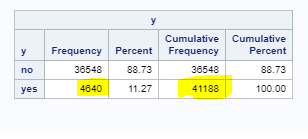 y
y Frequency Percent Cumulative Frequency Cumulative Percent
no 36548 88.73 36548 88.73
yes 4640 11.27 41188 100.00